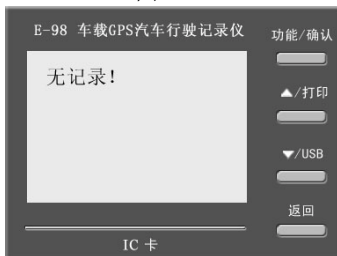 E-98 车载GPS汽车行驶记录仪
功能/确认
无记录!
▲/打印
▼/USB
返回
IC 卡